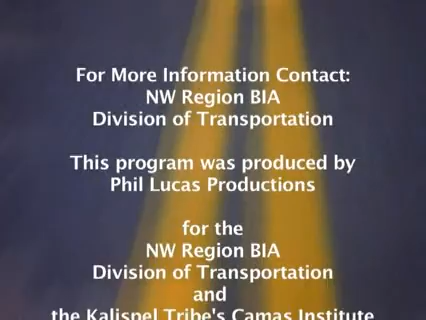 For More Information Contact:
NW Region BIA
Division of Transportation
This program was produced by
Phil Lucas Productions
for the
NW Region BIA
Division of Transportation
and
the Kalispel Tribe's Camas Institute